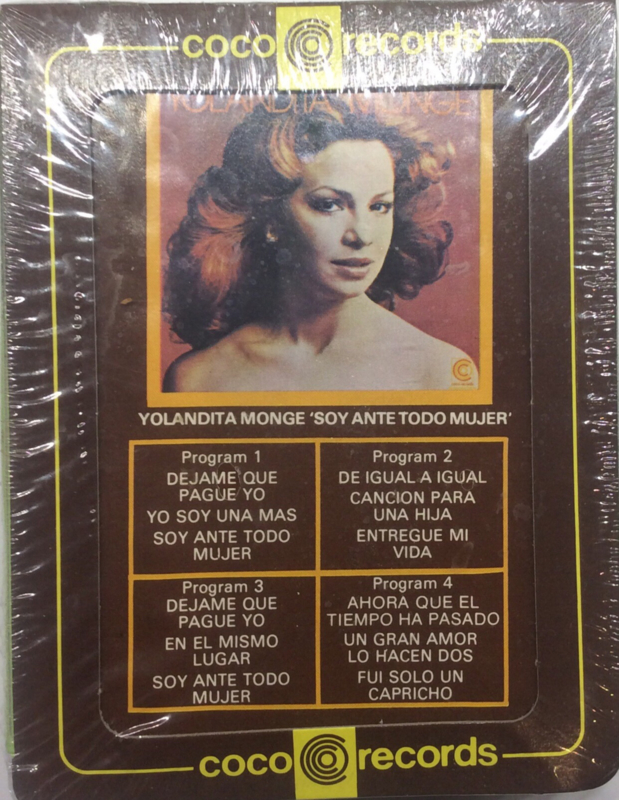 coco records
YOLANDITA MONGE
YOLANDITA MONGE 'SOY ANTE TODO MUJER'
Program 1
DEJAME QUE
PAGUE YO
YO SOY UNA MAS
SOY ANTE TODO
MUJER
Program 2
DE IGUAL A IGUAL
CANCION PARA
UNA HIJA
ENTREGUE MI
VIDA
Program 3
DEJAME QUE
PAGUE YO
EN EL MISMO
LUGAR
SOY ANTE TODO
MUJER
Program 4
AHORA QUE EL
TIEMPO HA PASADO
UN GRAN AMOR
LO HACEN DOS
FUI SOLO UN
CAPRICHO
coco records